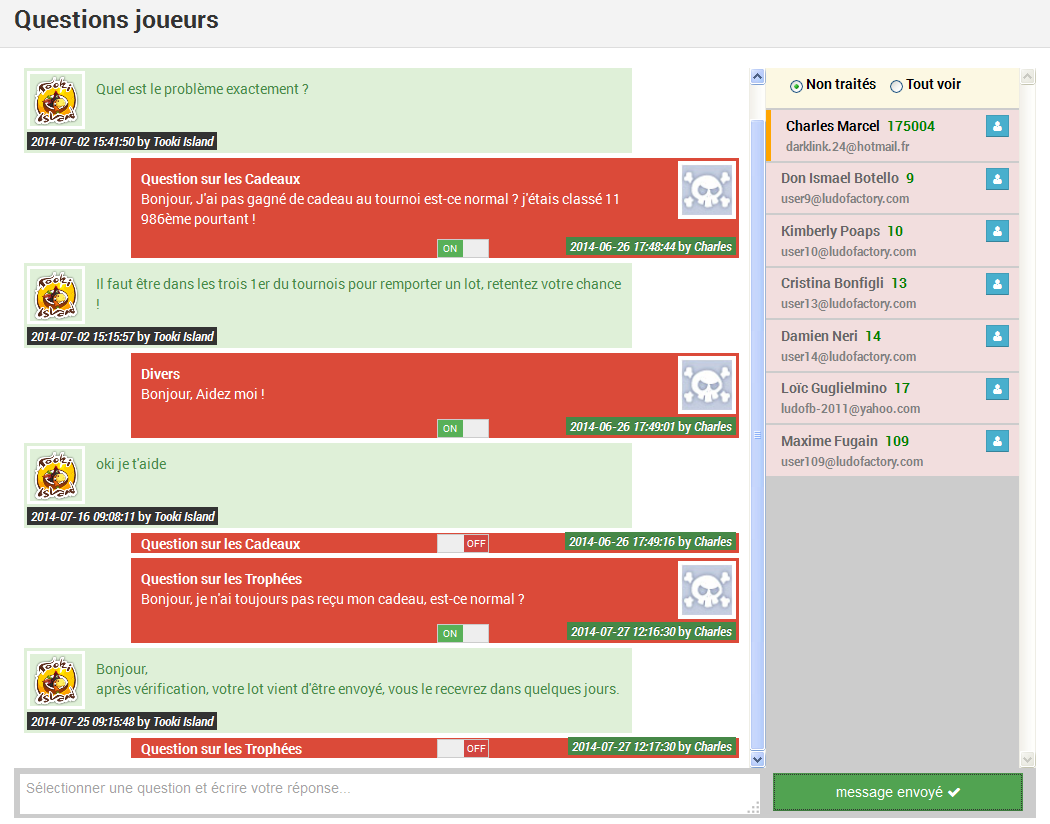 Questions joueurs
Quel est le problème exactement ?
2014-07-02 15:41:50 by Tooki Island
Question sur les Cadeaux
Bonjour, J'ai pas gagné de cadeau au tournoi est-ce normal ? j'étais classé 11
986ème pourtant !
ON
2014-06-26 17:48:44 by Charles
Il faut être dans les trois 1er du tournois pour remporter un lot, retentez votre chance
!
2014-07-02 15:15:57 by Tooki Island
Divers
Bonjour, Aidez moi !
ON
2014-06-26 17:49:01 by Charles
oki je t'aide
2014-07-16 09:08:11 by Tooki Island
Question sur les Cadeaux
OFF
2014-06-26 17:49:16 by Charles
Question sur les Trophées
Bonjour, je n'ai toujours pas reçu mon cadeau, est-ce normal ?
ON
2014-07-27 12:16:30 by Charles
Bonjour,
après vérification, votre lot vient d'être envoyé, vous le recevrez dans quelques jours.
2014-07-25 09:15:48 by Tooki Island
Question sur les Trophées
OFF
2014-07-27 12:17:30 by Charles
Sélectionner une question et écrire votre réponse...
Non traités
Tout voir
Charles Marcel 175004
darklink.24@hotmail.fr
Don Ismael Botello 9
user9@ludofactory.com
Kimberly Poaps 10
user10@ludofactory.com
Cristina Bonfigli 13
user13@ludofactory.com
Damien Neri 14
user14@ludofactory.com
Loïc Guglielmino 17
ludofb-2011@yahoo.com
Maxime Fugain 109
user109@ludofactory.com
message envoyé